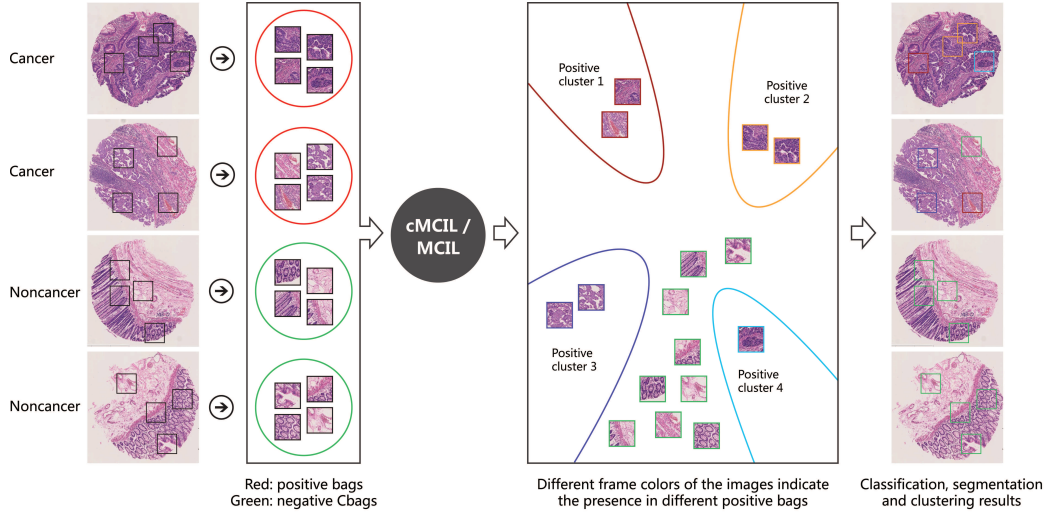 Cancer
Cancer
Noncancer
Noncancer
Red: positive bags
Green: negative Cbags
cMCIL /
MCIL
Positive
cluster 1
Positive
cluster 2
Positive
cluster 3
Positive
cluster 4
Different frame colors of the images indicate
the presence in different positive bags
Classification, segmentation
and clustering results